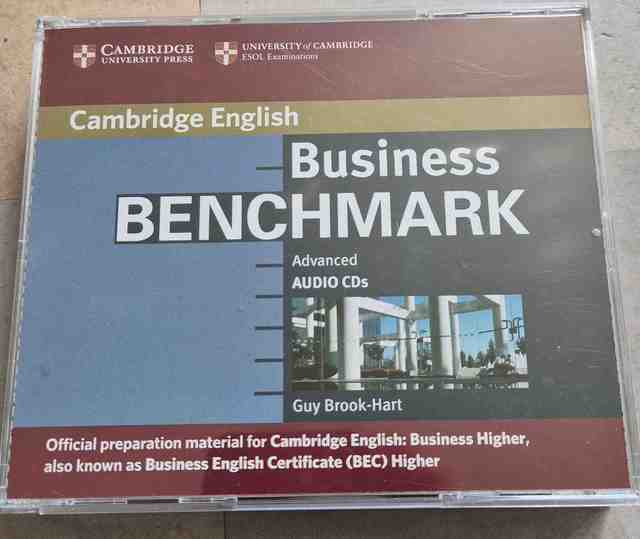 CAMBRIDGE
UNIVERSITY PRESS
UNIVERSITY of CAMBRIDGE
ESOL Examinations
Cambridge English
Business
BENCHMARK
Advanced
AUDIO CDs
Guy Brook-Hart
Official preparation material for Cambridge English: Business Higher,
also known as Business English Certificate (BEC) Higher